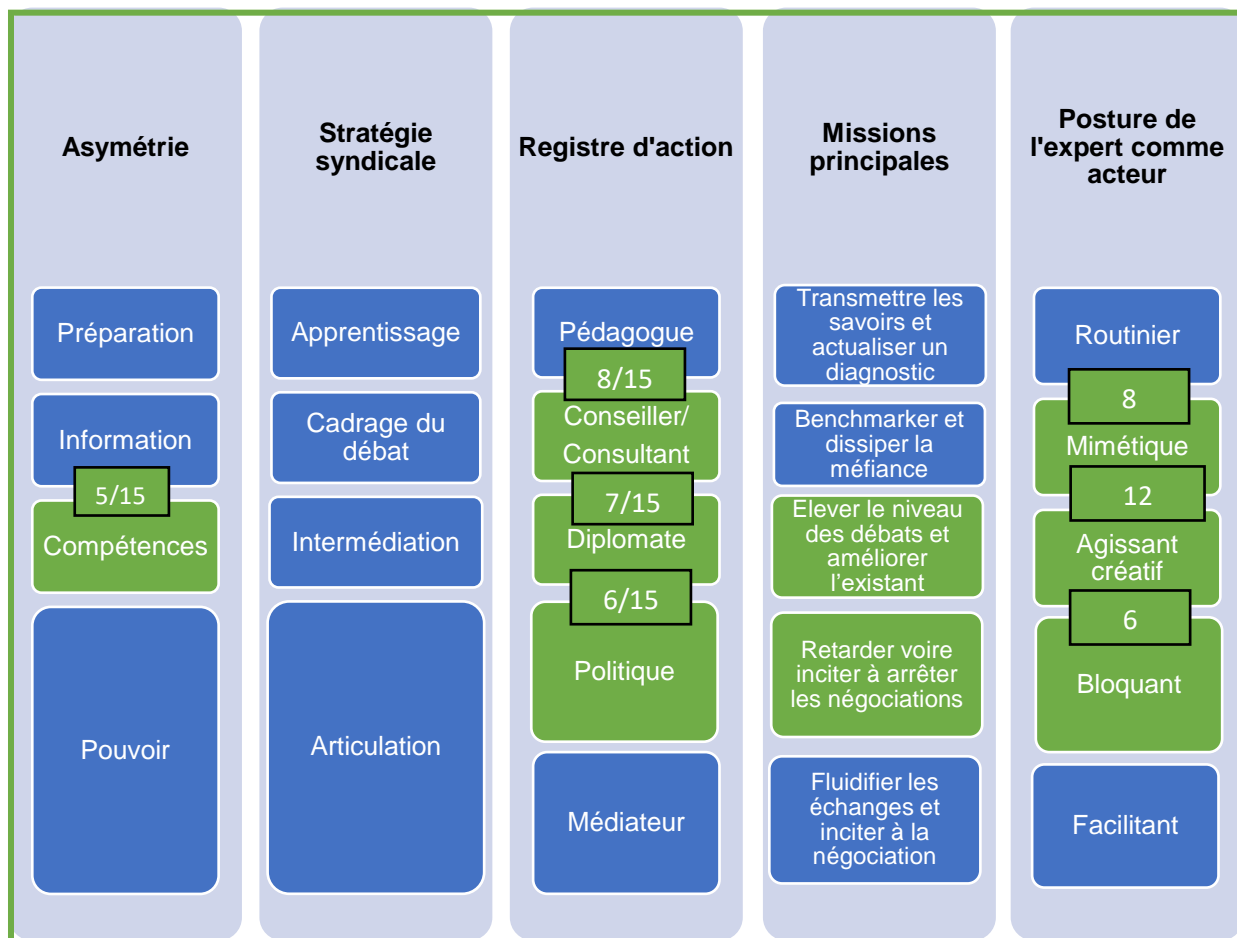 Asymétrie
Préparation
Information
5/15
Compétences
Pouvoir
Stratégie
syndicale
Apprentissage
Cadrage du
débat
Intermédiation
Articulation
Registre d'action
Pédagogue
8/15
Conseiller/
Consultant
7/15
Diplomate
6/15
Politique
Médiateur
Missions
principales
Transmettre les
savoirs et
actualiser un
diagnostic
Benchmarker et
dissiper la
méfiance
Elever le niveau
des débats et
améliorer
l’existant
Retarder voire
inciter à arrêter
les négociations
Fluidifier les
échanges et
inciter à la
négociation
Posture de
l'expert comme
acteur
Routinier
8
Mimétique
12
Agissant
créatif
6
Bloquant
Facilitant